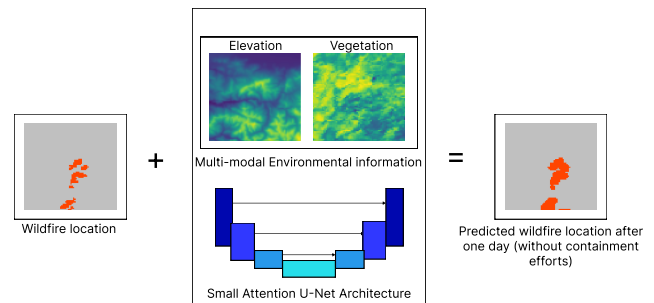 Elevation
Vegetation
Multi-modal Environmental information
+
=
Wildfire location
Predicted wildfire location after
one day (without containment
efforts)
Small Attention U-Net Architecture